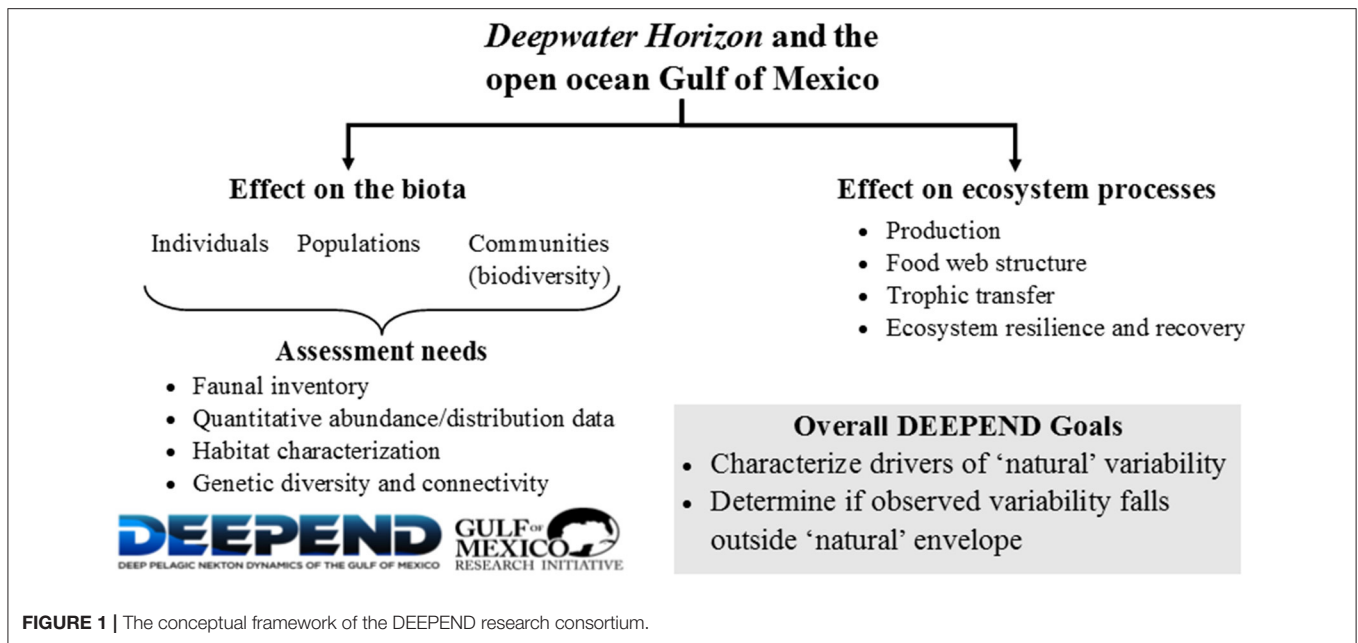 Deepwater Horizon and the
open ocean Gulf of Mexico
Effect on the biota
Individuals Populations Communities
(biodiversity)
Assessment needs
• Faunal inventory
• Quantitative abundance/distribution data
• Habitat characterization
• Genetic diversity and connectivity
DEEPEND
DEEP PELAGIC NEKTON DYNAMICS OF THE GULF OF MEXICO
GULF OF
MEXICO
RESEARCH INITIATIVE
Effect on ecosystem processes
• Production
• Food web structure
• Trophic transfer
• Ecosystem resilience and recovery
Overall DEEPEND Goals
• Characterize drivers of ‘natural’ variability
• Determine if observed variability falls
outside ‘natural’ envelope
FIGURE 1 | The conceptual framework of the DEEPEND research consortium.